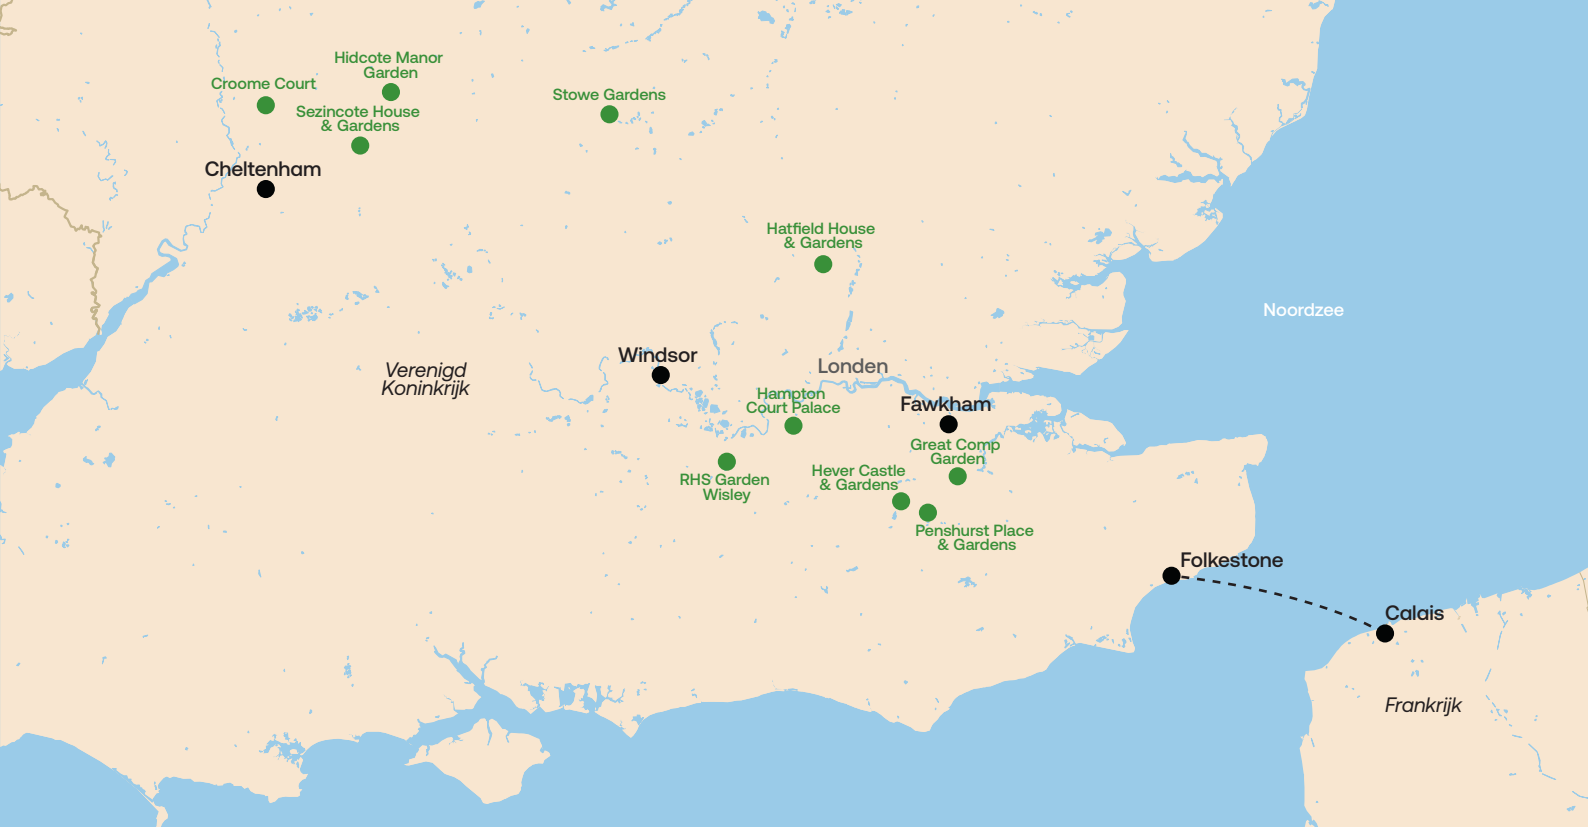 Hidcote Manor
Garden
Croome Court
Sezincote House
& Gardens
Stowe Gardens
Cheltenham
Hatfield House
& Gardens
Noordzee
Windsor
Londen
Verenigd
Koninkrijk
Hampton
Court Palace
Fawkham
Great Comp
Garden
Hever Castle
& Gardens
RHS Garden
Wisley
Penshurst Place
& Gardens
Folkestone
Calais
Frankrijk